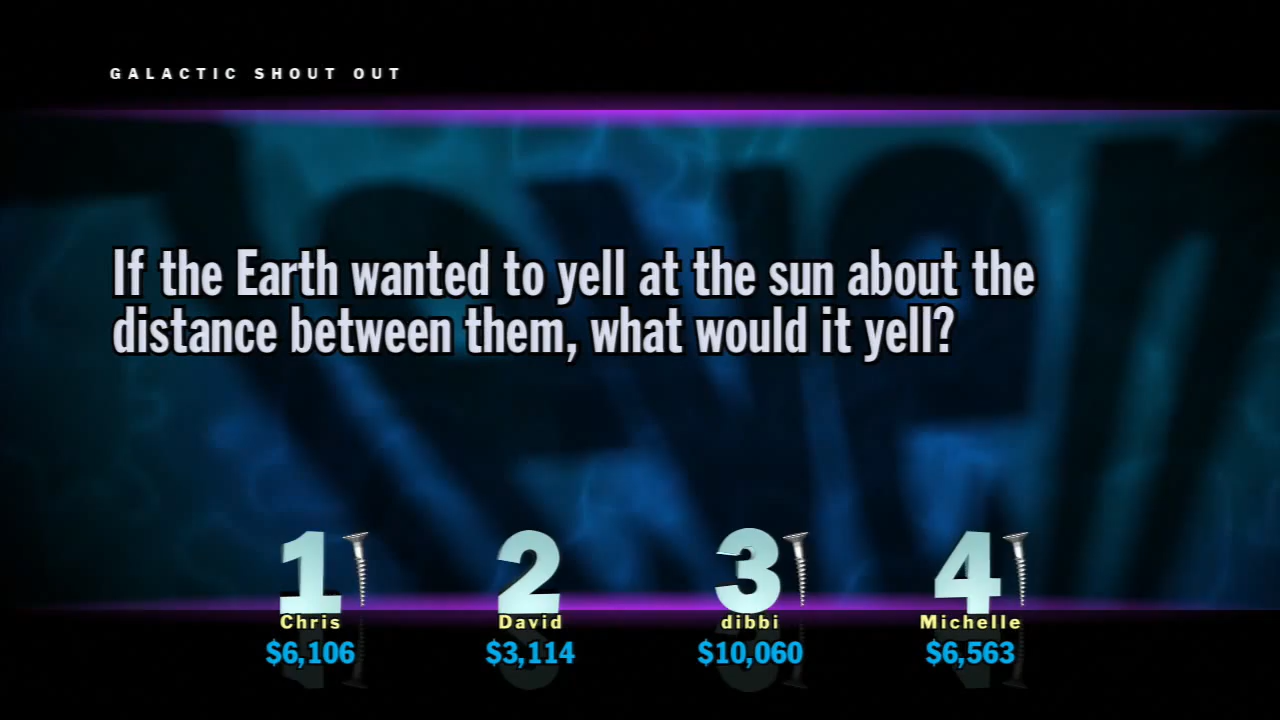 GALACTIC SHOUT OUT
If the Earth wanted to yell at the sun about the
distance between them, what would it yell?
1 2 3 4
Chris David dibbi Michelle
$6,106 $3,114 $10,060 $6,563